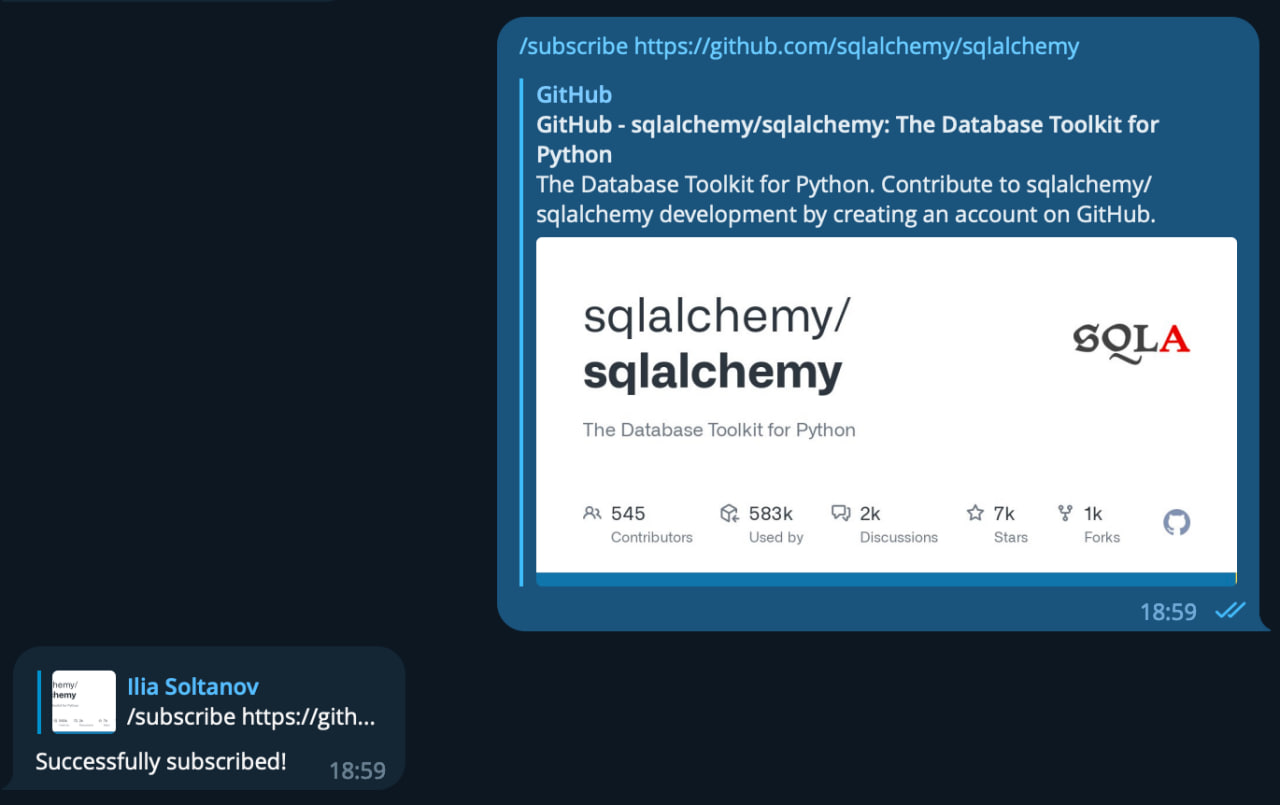 /subscribe https://github.com/sqlalchemy/sqlalchemy
GitHub
GitHub - sqlalchemy/sqlalchemy: The Database Toolkit for
Python
The Database Toolkit for Python. Contribute to sqlalchemy/
sqlalchemy development by creating an account on GitHub.
sqlalchemy/
sqlalchemy
SQLA
The Database Toolkit for Python
545
Contributors
583k
Used by
2k
Discussions
7k
Stars
1k
Forks
18:59
hemy/
hemy
Ilia Soltanov
/subscribe https://gith...
Successfully subscribed!
18:59